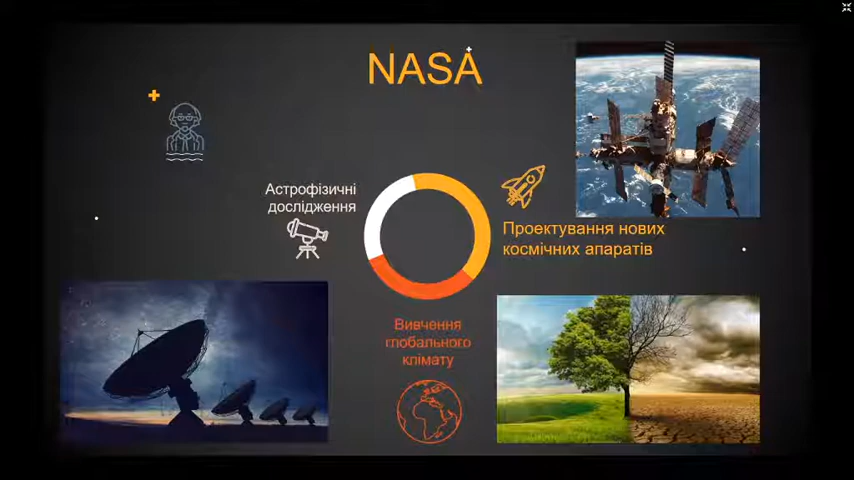 NASA
Астрофізичні
дослідження
Проектування нових
космічних апаратів
Вивчення
глобального
клімату